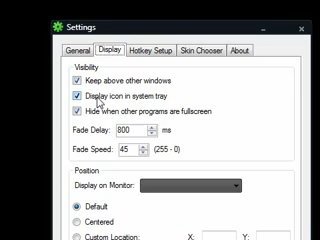 Settings
General Display Hotkey Setup Skin Chooser About
Visibility
Keep above other windows
Display icon in system tray
Hide when other programs are fullscreen
Fade Delay: 800 ms
Fade Speed: 45 (255 - 0)
Position
Display on Monitor:
Default
Centered
Custom Location: X: Y: